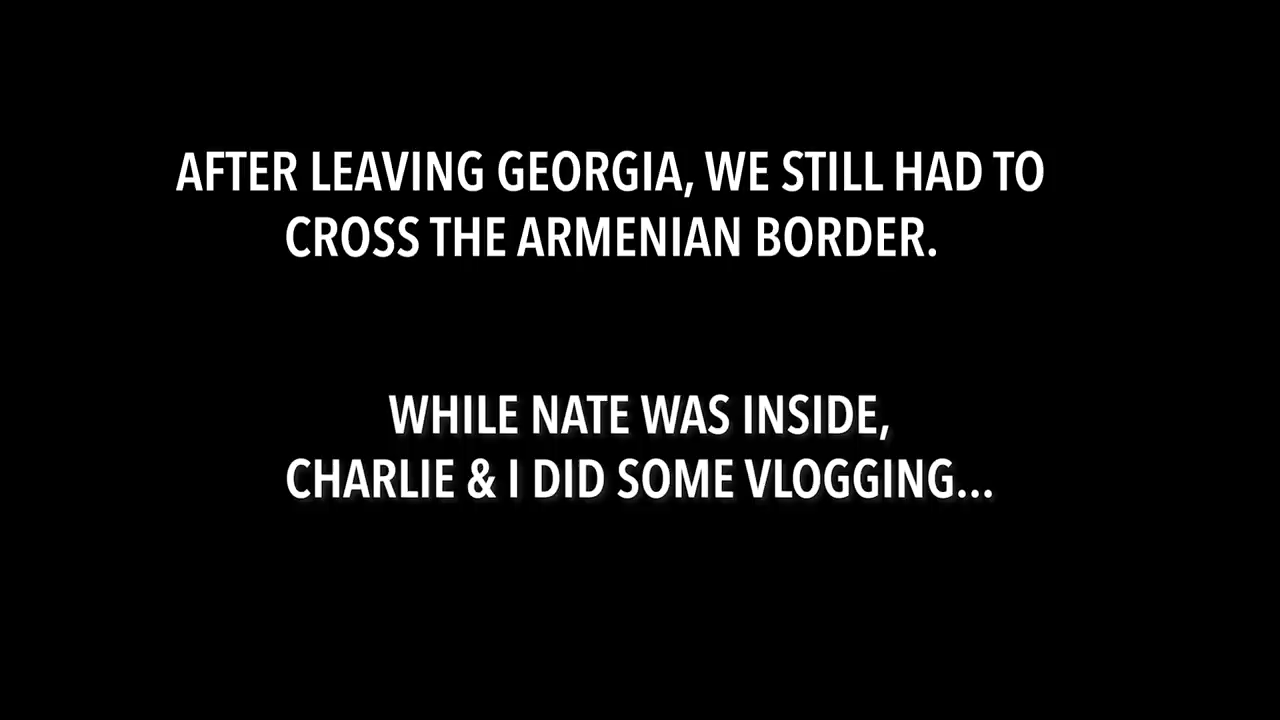 AFTER LEAVING GEORGIA, WE STILL HAD TO
CROSS THE ARMENIAN BORDER.
WHILE NATE WAS INSIDE,
CHARLIE & I DID SOME VLOGGING...